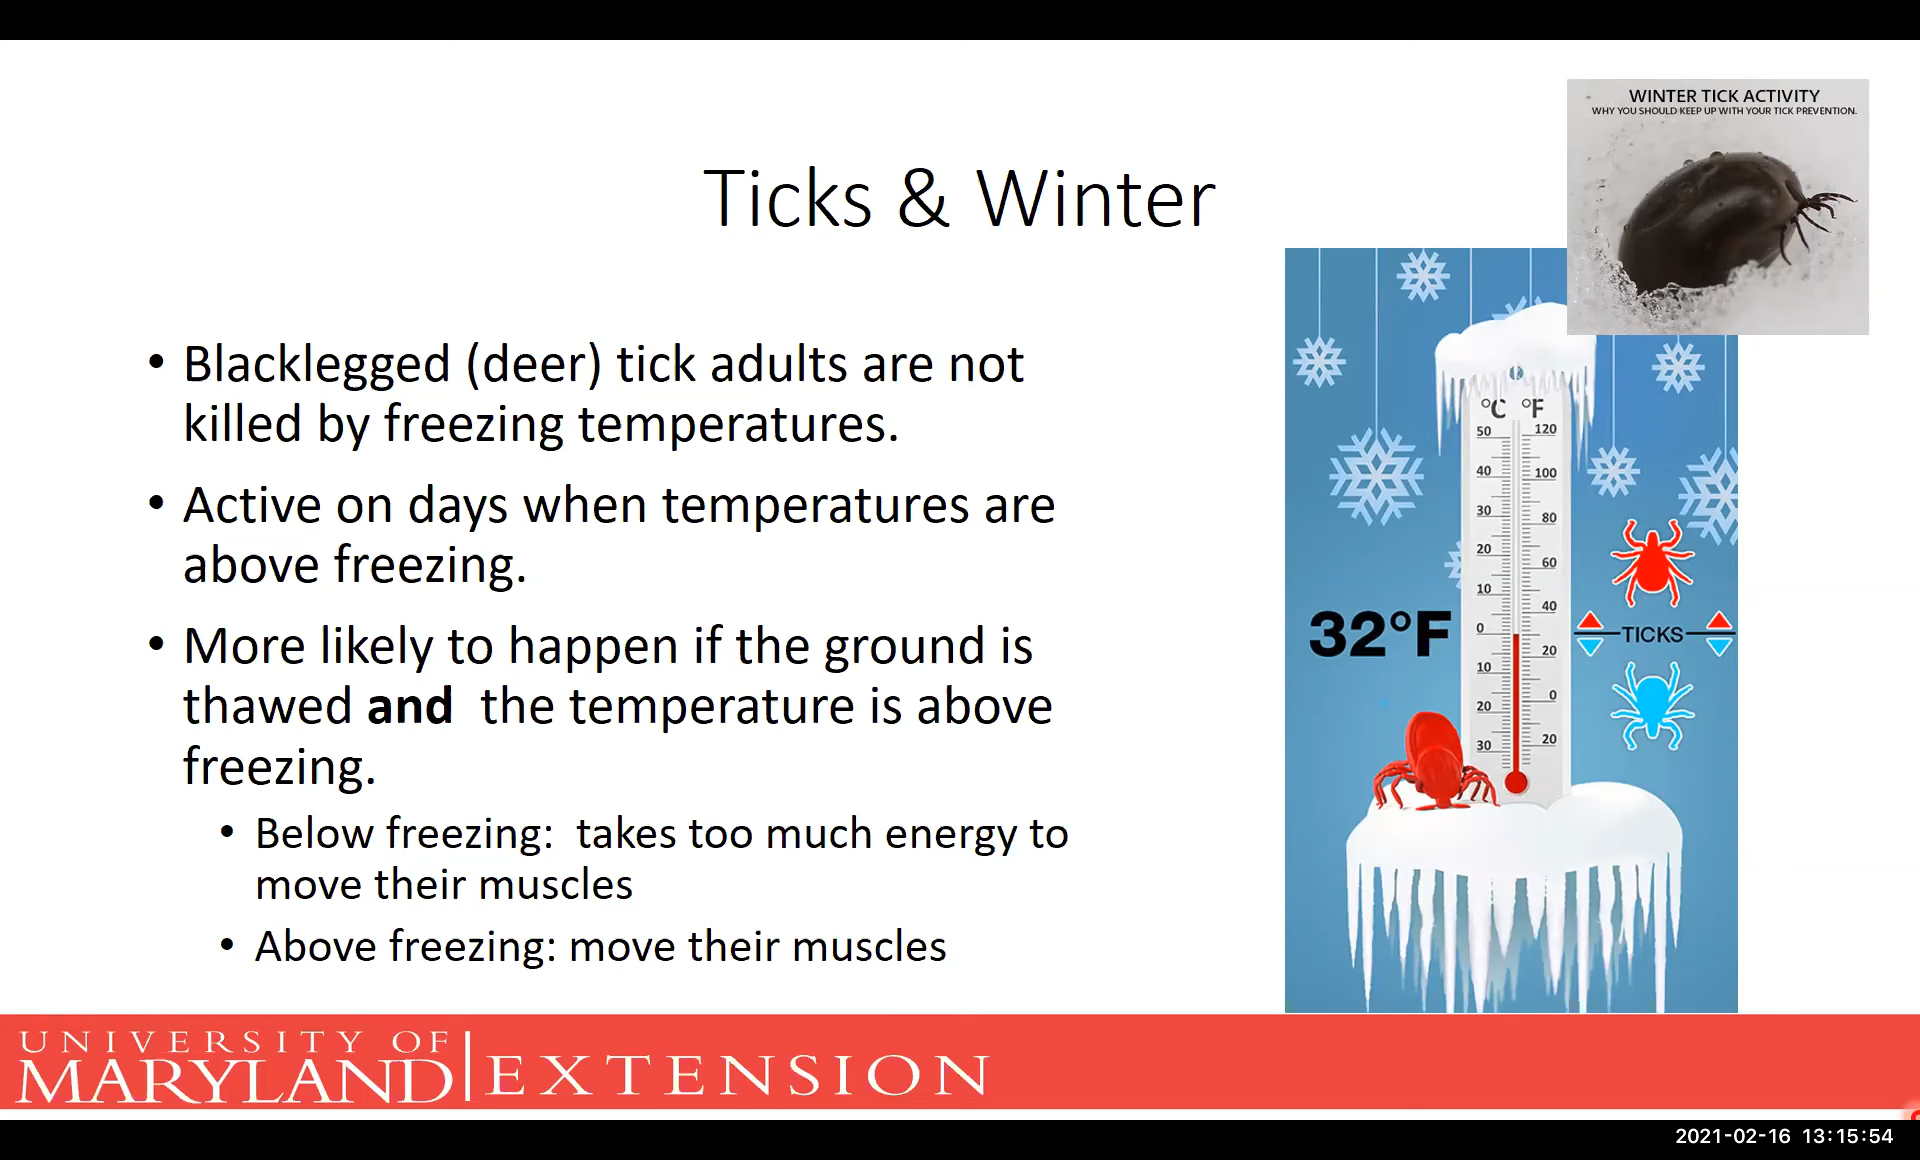 WINTER TICK ACTIVITY
WHY YOU SHOULD KEEP UP WITH YOUR TICK PREVENTION.
Ticks & Winter
• Blacklegged (deer) tick adults are not
killed by freezing temperatures.
• Active on days when temperatures are
above freezing.
• More likely to happen if the ground is
thawed and the temperature is above
freezing.
• Below freezing: takes too much energy to
move their muscles
• Above freezing: move their muscles
°C °F
50 120
40 100
30 80
20 60
10 40
0 20
10 0
20 20
30
32°F
TICKS
UNIVERSITY OF
MARYLAND | EXTENSION
2021-02-16 13:15:54